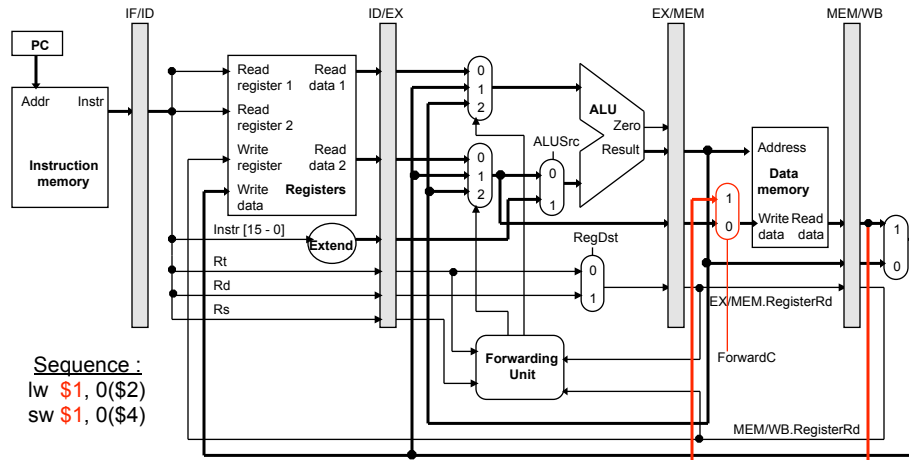 IF/ID
ID/EX
EX/MEM
MEM/WB
PC
Addr Instr
Instruction
memory
Read
register 1
Read
data 1
Read
register 2
Write
register
Read
data 2
Write
data
Registers
Instr [15 - 0]
Extend
Rt
Rd
Rs
0
1
2
0
1
2
ALUSrc
0
1
ALU
Zero
Result
RegDst
0
1
Forwarding
Unit
1
0
Address
Data
memory
Write
data
Read
data
1
0
EX/MEM.RegisterRd
ForwardC
MEM/WB.RegisterRd
Sequence :
lw $1, 0($2)
sw $1, 0($4)